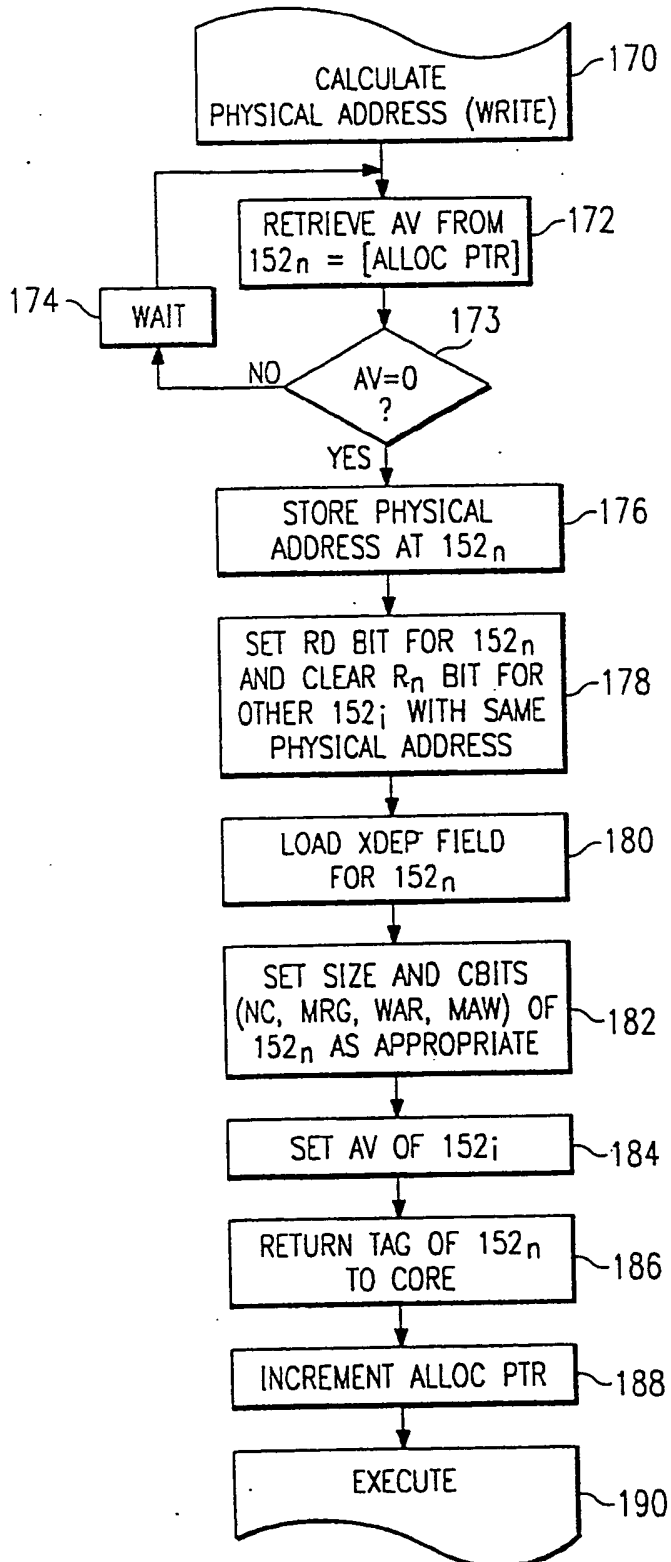 CALCULATE
PHYSICAL ADDRESS (WRITE)
170
RETRIEVE AV FROM
152n = [ALLOC PTR]
172
174
WAIT
173
NO
AV=0
?
YES
STORE PHYSICAL
ADDRESS AT 152n
176
SET RD BIT FOR 152n
AND CLEAR Rn BIT FOR
OTHER 152i WITH SAME
PHYSICAL ADDRESS
178
LOAD XDEP FIELD
FOR 152n
180
SET SIZE AND CBITS
(NC, MRG, WAR, MAW) OF
152n AS APPROPRIATE
182
SET AV OF 152i
184
RETURN TAG OF 152n
TO CORE
186
INCREMENT ALLOC PTR
188
EXECUTE
190